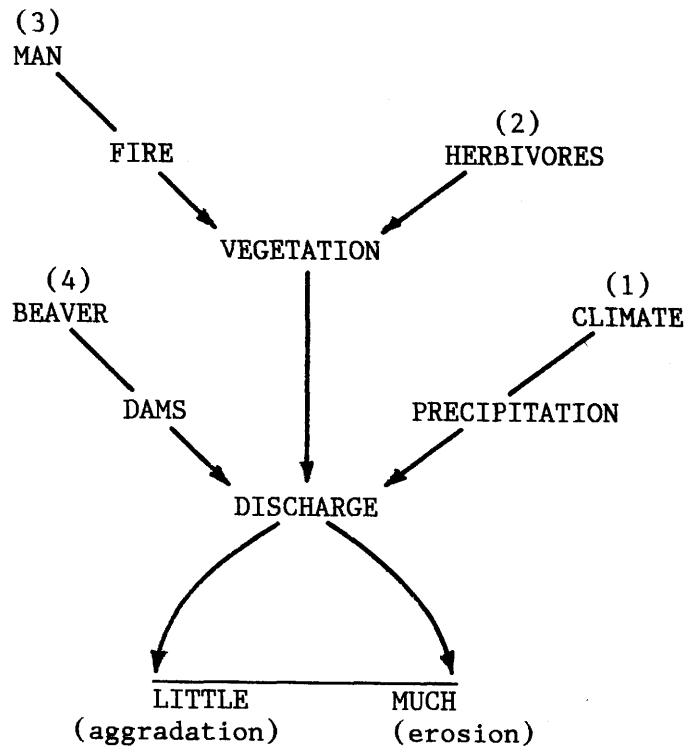 (3)
MAN
FIRE
(2)
HERBIVORES
VEGETATION
(4)
BEAVER
(1)
CLIMATE
DAMS
PRECIPITATION
DISCHARGE
LITTLE MUCH
(aggradation) (erosion)